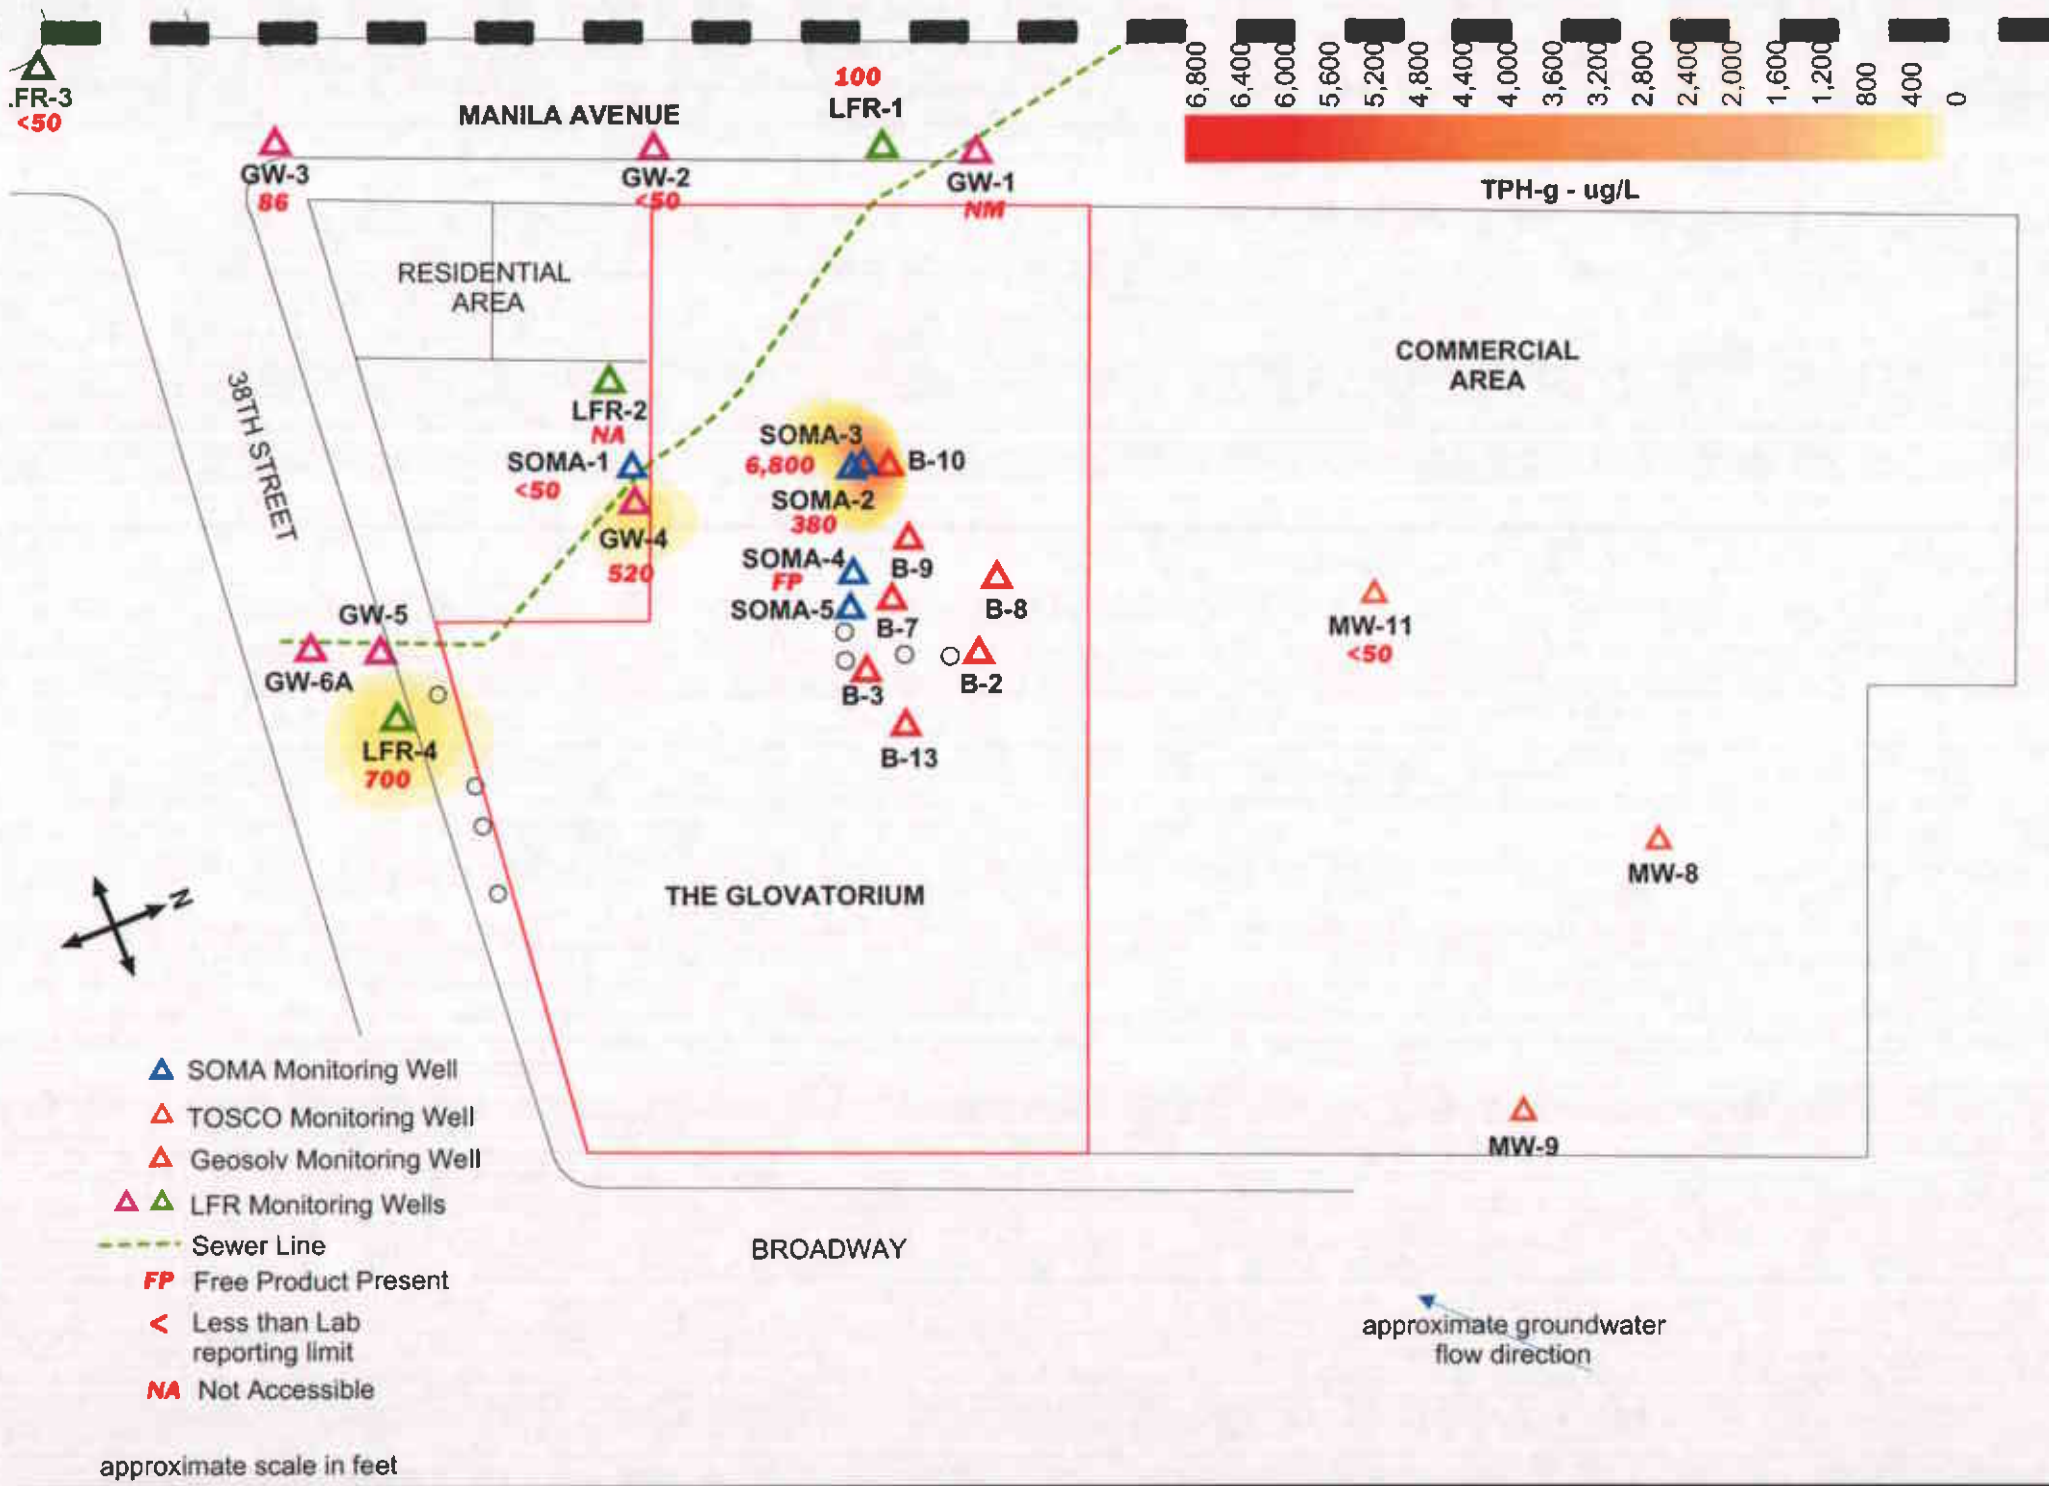 6,800
6,400
6,000
5,600
5,200
4,800
4,400
4,000
3,600
3,200
2,800
2,400
2,000
1,600
1,200
800
400
0
TPH-g - ug/L
.FR-3
<50
MANILA AVENUE
100
LFR-1
GW-3
86
GW-2
<50
GW-1
NM
RESIDENTIAL
AREA
COMMERCIAL
AREA
38TH STREET
LFR-2
NA
SOMA-1
<50
GW-4
520
SOMA-3
6,800
B-10
SOMA-2
380
SOMA-4
FP
B-9
SOMA-5
B-7
B-8
B-3
B-2
B-13
MW-11
<50
GW-5
GW-6A
LFR-4
700
MW-8
THE GLOVATORIUM
N
MW-9
SOMA Monitoring Well
TOSCO Monitoring Well
Geosolv Monitoring Well
LFR Monitoring Wells
Sewer Line
FP Free Product Present
< Less than Lab
reporting limit
NA Not Accessible
BROADWAY
approximate groundwater
flow direction
approximate scale in feet